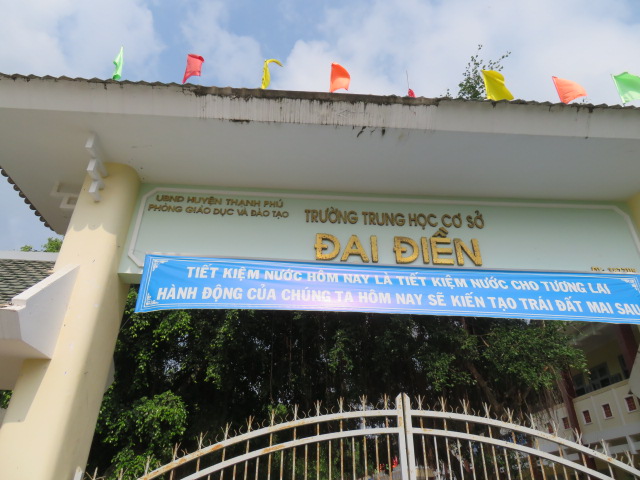 UBND HUYỆN THẠNH PHÚ
PHÒNG GIÁO DỤC VÀ ĐÀO TẠO
TRƯỜNG TRUNG HỌC CƠ SỞ
ĐẠI ĐIỀN
TIẾT KIỆM NƯỚC HÔM NAY LÀ TIẾT KIỆM NƯỚC CHO TƯƠNG LAI
HÀNH ĐỘNG CỦA CHÚNG TA HÔM NAY SẼ KIẾN TẠO TRÁI ĐẤT MAI SAU